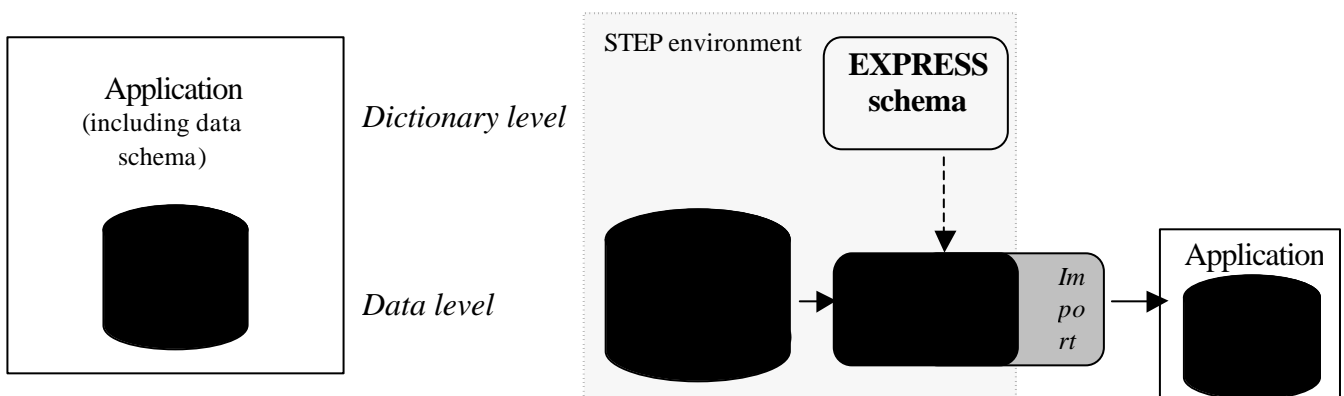 Application
(including data
schema)
Dictionary level
Data level
STEP environment
EXPRESS
schema
Im
po
rt
Application